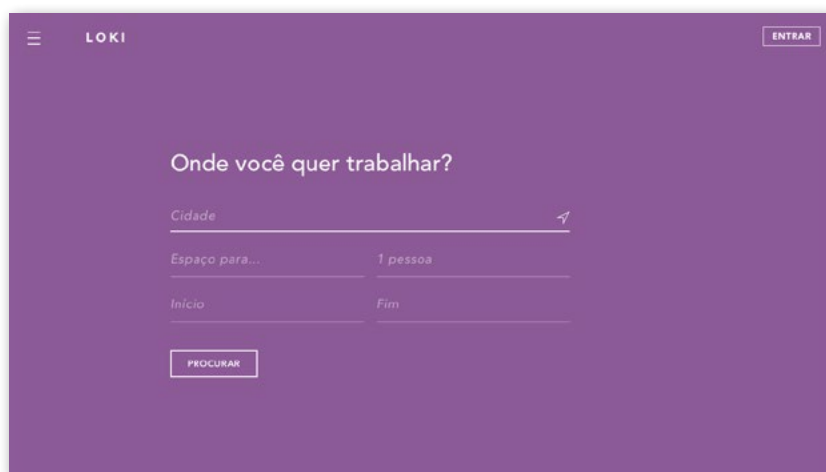 LOKI
ENTRAR
Onde você quer trabalhar?
Cidade
Espaço para... 1 pessoa
Início Fim
PROCURAR